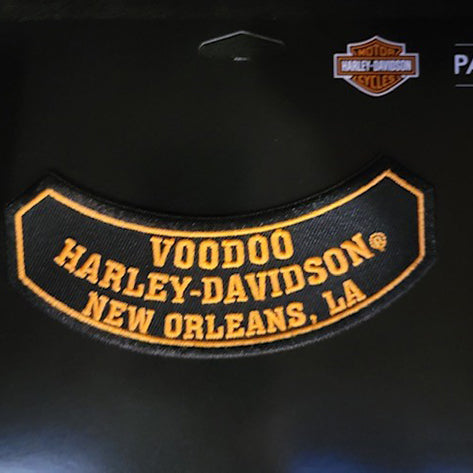 MOTOR
HARLEY-DAVIDSON
CYCLES
PA
VOODOO
HARLEY-DAVIDSON®
NEW ORLEANS, LA